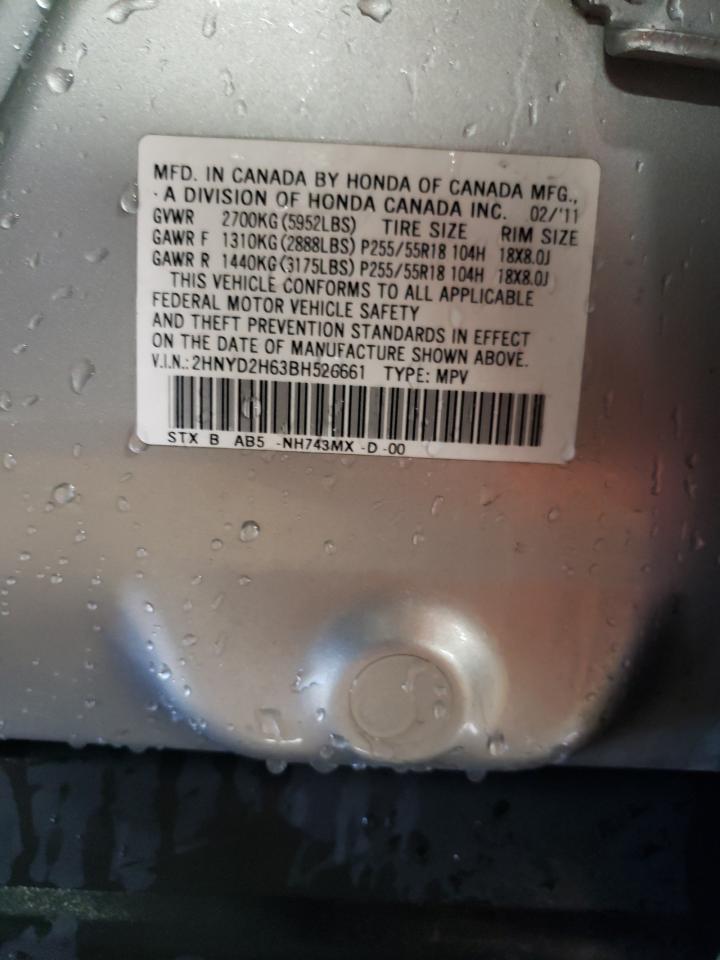 MFD. IN CANADA BY HONDA OF CANADA MFG.,
A DIVISION OF HONDA CANADA INC. 02/'11
GVWR 2700KG(5952LBS) TIRE SIZE RIM SIZE
GAWR F 1310KG(2888LBS) P255/55R18 104H 18X8.0J
GAWR R 1440KG(3175LBS) P255/55R18 104H 18X8.0J
THIS VEHICLE CONFORMS TO ALL APPLICABLE
FEDERAL MOTOR VEHICLE SAFETY
AND THEFT PREVENTION STANDARDS IN EFFECT
ON THE DATE OF MANUFACTURE SHOWN ABOVE.
V.I.N.: 2HNYD2H63BH526661 TYPE: MPV
STX B AB5 -NH743MX -D -00